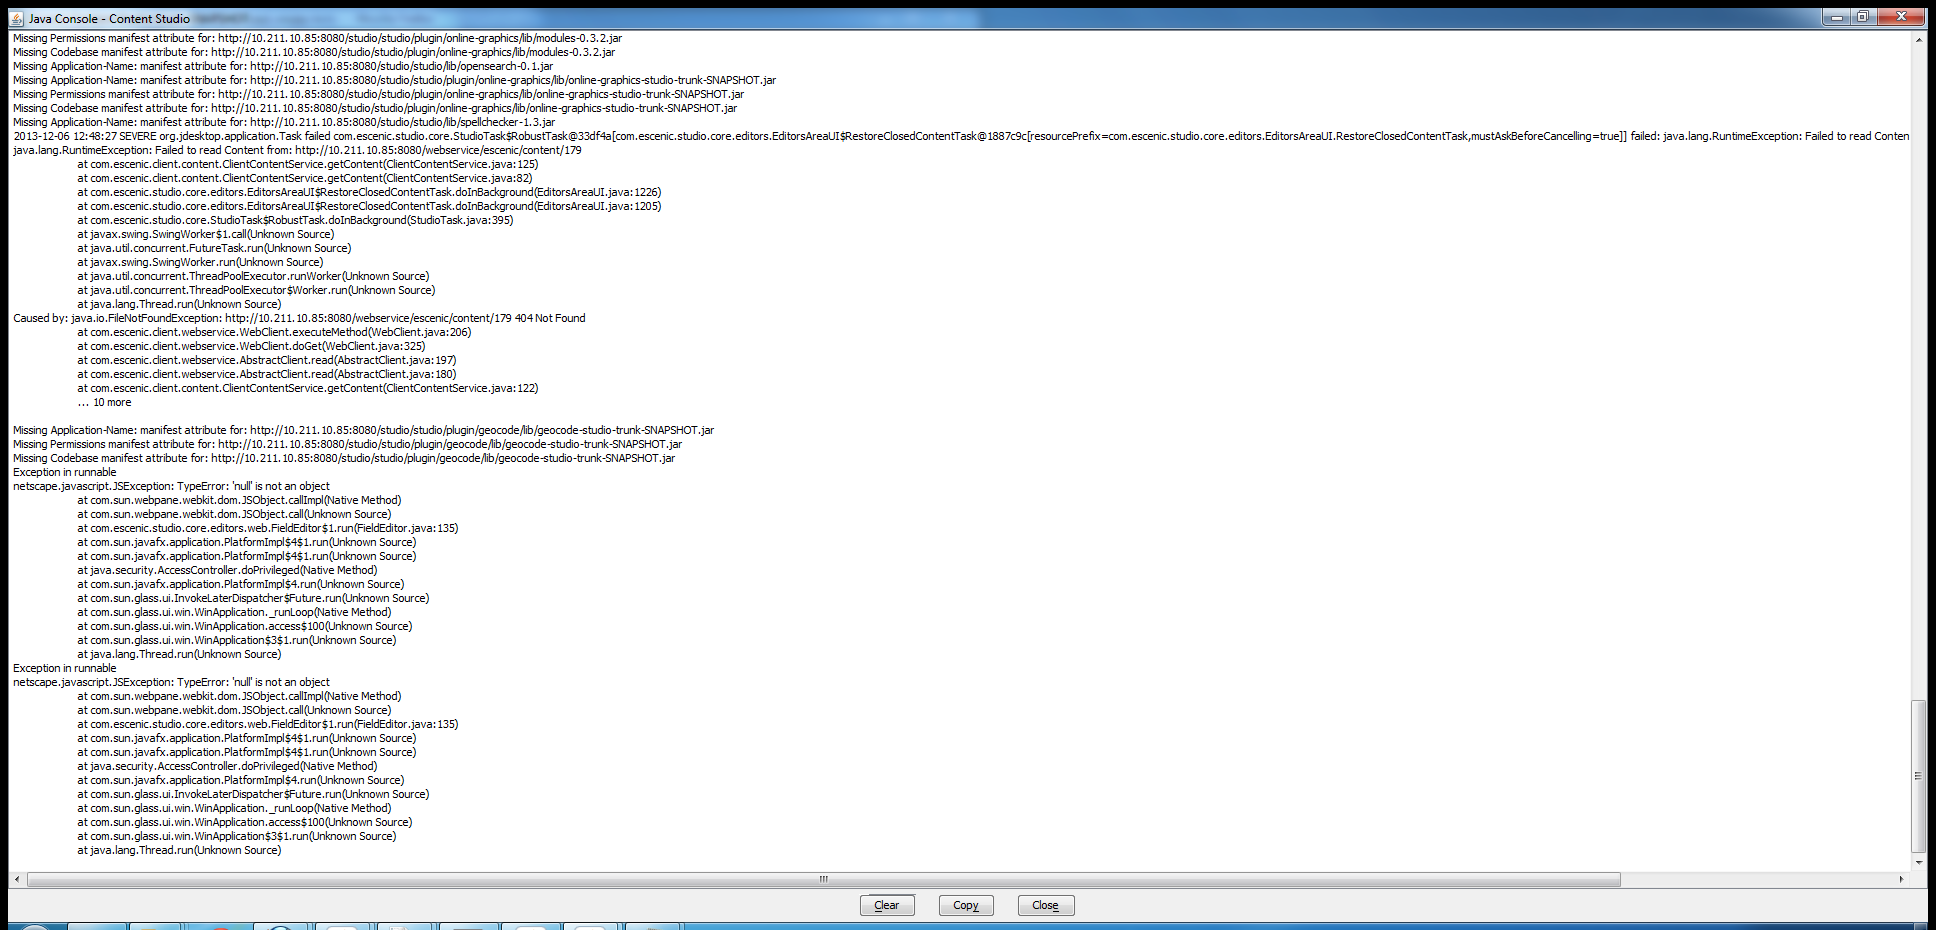 Java Console - Content Studio
Missing Permissions manifest attribute for: http://10.211.10.85:8080/studio/studio/plugin/online-graphics/lib/modules-0.3.2.jar
Missing Codebase manifest attribute for: http://10.211.10.85:8080/studio/studio/plugin/online-graphics/lib/modules-0.3.2.jar
Missing Application-Name: manifest attribute for: http://10.211.10.85:8080/studio/studio/lib/opensearch-0.1.jar
Missing Application-Name: manifest attribute for: http://10.211.10.85:8080/studio/studio/plugin/online-graphics/lib/online-graphics-studio-trunk-SNAPSHOT.jar
Missing Permissions manifest attribute for: http://10.211.10.85:8080/studio/studio/plugin/online-graphics/lib/online-graphics-studio-trunk-SNAPSHOT.jar
Missing Codebase manifest attribute for: http://10.211.10.85:8080/studio/studio/plugin/online-graphics/lib/online-graphics-studio-trunk-SNAPSHOT.jar
Missing Application-Name: manifest attribute for: http://10.211.10.85:8080/studio/studio/lib/spellchecker-1.3.jar
2013-12-06 12:48:27 SEVERE org.jdesktop.application.Task failed com.escenic.studio.core.StudioTask$RobustTask@33df4a[com.escenic.studio.core.editors.EditorsAreaUI$RestoreClosedContentTask@1887c9c[resourcePrefix=com.escenic.studio.core.editors.EditorsAreaUI.RestoreClosedContentTask,mustAskBeforeCancelling=true]] failed: java.lang.RuntimeException: Failed to read Conten
java.lang.RuntimeException: Failed to read Content from: http://10.211.10.85:8080/webservice/escenic/content/179
at com.escenic.client.content.ClientContentService.getContent(ClientContentService.java:125)
at com.escenic.client.content.ClientContentService.getContent(ClientContentService.java:82)
at com.escenic.studio.core.editors.EditorsAreaUI$RestoreClosedContentTask.doInBackground(EditorsAreaUI.java:1226)
at com.escenic.studio.core.editors.EditorsAreaUI$RestoreClosedContentTask.doInBackground(EditorsAreaUI.java:1205)
at com.escenic.studio.core.StudioTask$RobustTask.doInBackground(StudioTask.java:395)
at javax.swing.SwingWorker$1.call(Unknown Source)
at java.util.concurrent.FutureTask.run(Unknown Source)
at javax.swing.SwingWorker.run(Unknown Source)
at java.util.concurrent.ThreadPoolExecutor.runWorker(Unknown Source)
at java.util.concurrent.ThreadPoolExecutor$Worker.run(Unknown Source)
at java.lang.Thread.run(Unknown Source)
Caused by: java.io.FileNotFoundException: http://10.211.10.85:8080/webservice/escenic/content/179 404 Not Found
at com.escenic.client.webservice.WebClient.executeMethod(WebClient.java:206)
at com.escenic.client.webservice.WebClient.doGet(WebClient.java:325)
at com.escenic.client.webservice.AbstractClient.read(AbstractClient.java:197)
at com.escenic.client.webservice.AbstractClient.read(AbstractClient.java:180)
at com.escenic.client.content.ClientContentService.getContent(ClientContentService.java:122)
... 10 more
Missing Application-Name: manifest attribute for: http://10.211.10.85:8080/studio/studio/plugin/geocode/lib/geocode-studio-trunk-SNAPSHOT.jar
Missing Permissions manifest attribute for: http://10.211.10.85:8080/studio/studio/plugin/geocode/lib/geocode-studio-trunk-SNAPSHOT.jar
Missing Codebase manifest attribute for: http://10.211.10.85:8080/studio/studio/plugin/geocode/lib/geocode-studio-trunk-SNAPSHOT.jar
Exception in runnable
netscape.javascript.JSException: TypeError: 'null' is not an object
at com.sun.webpane.webkit.dom.JSObject.callImpl(Native Method)
at com.sun.webpane.webkit.dom.JSObject.call(Unknown Source)
at com.escenic.studio.core.editors.web.FieldEditor$1.run(FieldEditor.java:135)
at com.sun.javafx.application.PlatformImpl$4$1.run(Unknown Source)
at com.sun.javafx.application.PlatformImpl$4$1.run(Unknown Source)
at java.security.AccessController.doPrivileged(Native Method)
at com.sun.javafx.application.PlatformImpl$4.run(Unknown Source)
at com.sun.glass.ui.InvokeLaterDispatcher$Future.run(Unknown Source)
at com.sun.glass.ui.win.WinApplication._runLoop(Native Method)
at com.sun.glass.ui.win.WinApplication.access$100(Unknown Source)
at com.sun.glass.ui.win.WinApplication$3$1.run(Unknown Source)
at java.lang.Thread.run(Unknown Source)
Exception in runnable
netscape.javascript.JSException: TypeError: 'null' is not an object
at com.sun.webpane.webkit.dom.JSObject.callImpl(Native Method)
at com.sun.webpane.webkit.dom.JSObject.call(Unknown Source)
at com.escenic.studio.core.editors.web.FieldEditor$1.run(FieldEditor.java:135)
at com.sun.javafx.application.PlatformImpl$4$1.run(Unknown Source)
at com.sun.javafx.application.PlatformImpl$4$1.run(Unknown Source)
at java.security.AccessController.doPrivileged(Native Method)
at com.sun.javafx.application.PlatformImpl$4.run(Unknown Source)
at com.sun.glass.ui.InvokeLaterDispatcher$Future.run(Unknown Source)
at com.sun.glass.ui.win.WinApplication._runLoop(Native Method)
at com.sun.glass.ui.win.WinApplication.access$100(Unknown Source)
at com.sun.glass.ui.win.WinApplication$3$1.run(Unknown Source)
at java.lang.Thread.run(Unknown Source)
Clear Copy Close